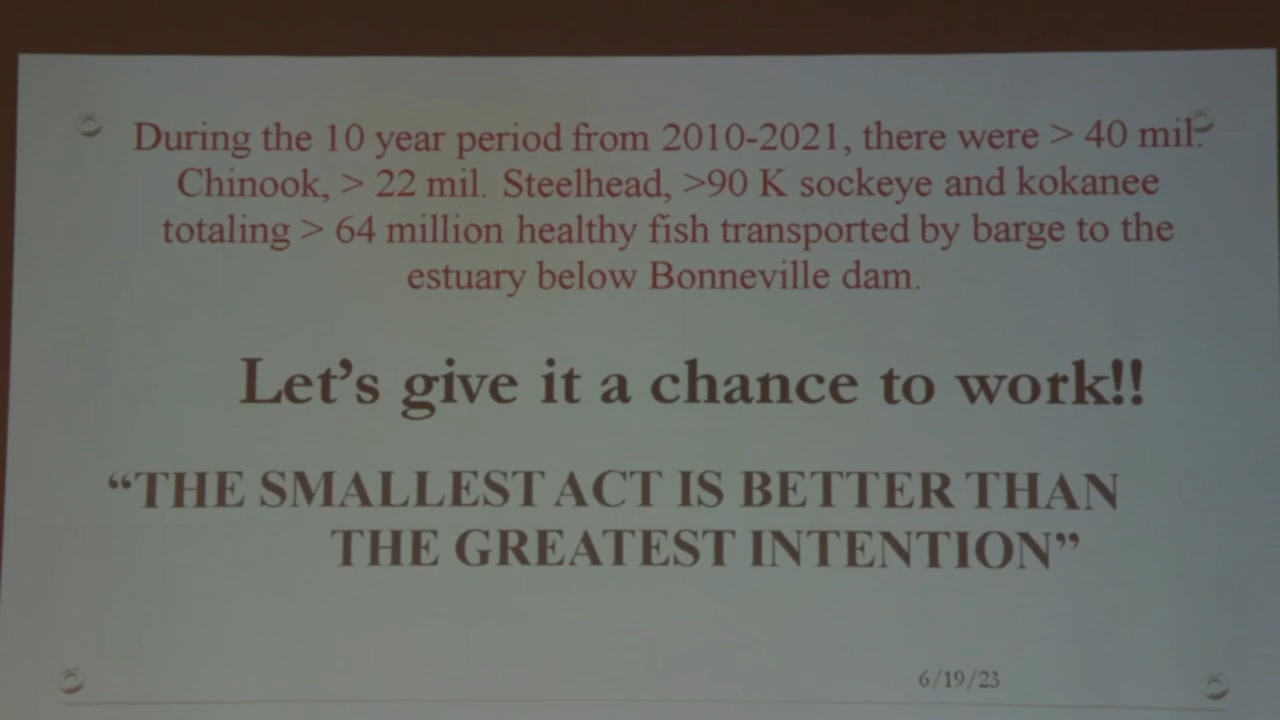 During the 10 year period from 2010-2021, there were > 40 mil.
Chinook, > 22 mil. Steelhead, >90 K sockeye and kokanee
totaling > 64 million healthy fish transported by barge to the
estuary below Bonneville dam.
Let’s give it a chance to work!!
“THE SMALLEST ACT IS BETTER THAN
THE GREATEST INTENTION”
6/19/23